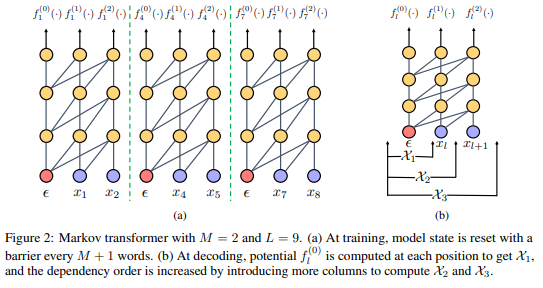 f_1^{(0)}(·) f_1^{(1)}(·) f_1^{(2)}(·) f_4^{(0)}(·) f_4^{(1)}(·) f_4^{(2)}(·) f_7^{(0)}(·) f_7^{(1)}(·) f_7^{(2)}(·)
ϵ x_1 x_2 ϵ x_4 x_5 ϵ x_7 x_8
(a)
f_l^{(0)}(·) f_l^{(1)}(·) f_l^{(2)}(·)
ϵ x_l x_{l+1}
𝒳_1
𝒳_2
𝒳_3
(b)
Figure 2: Markov transformer with M = 2 and L = 9. (a) At training, model state is reset with a
barrier every M + 1 words. (b) At decoding, potential f_l^{(0)} is computed at each position to get 𝒳_1,
and the dependency order is increased by introducing more columns to compute 𝒳_2 and 𝒳_3.